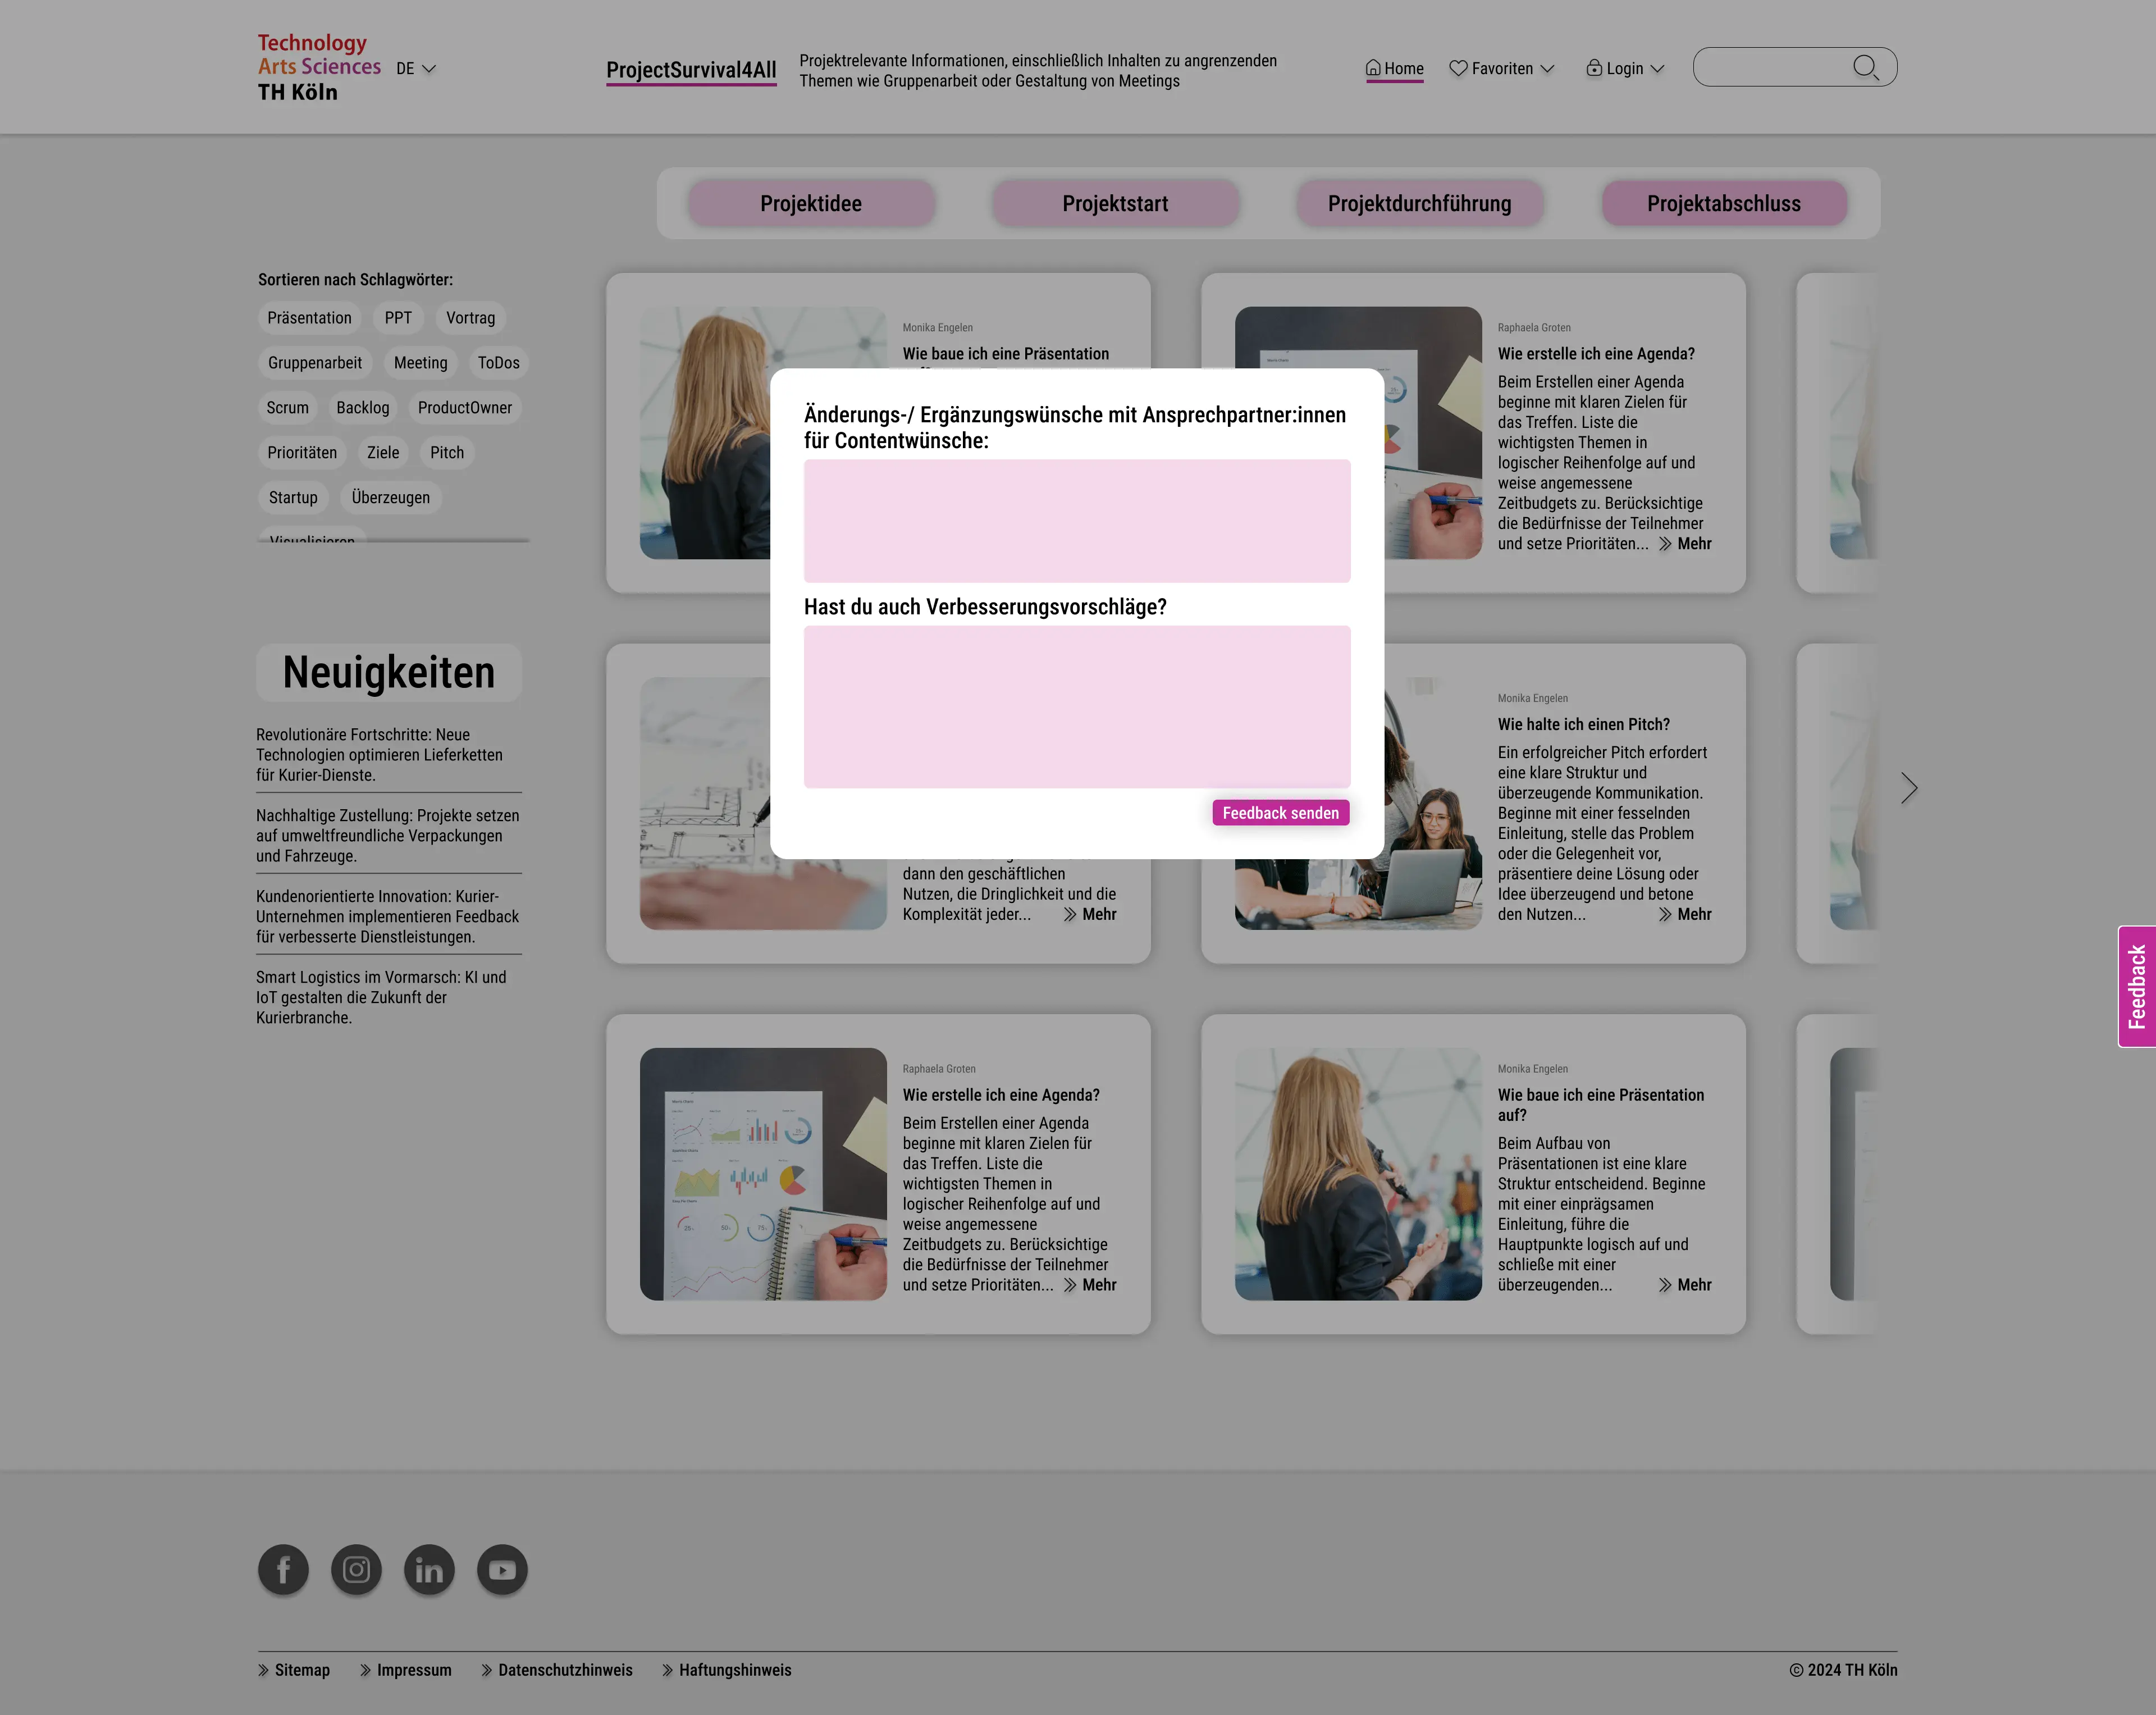 Technology
Arts Sciences
TH Köln
DE
ProjectSurvival4All
Projektrelevante Informationen, einschließlich Inhalten zu angrenzenden
Themen wie Gruppenarbeit oder Gestaltung von Meetings
Home
Favoriten
Login
Projektidee
Projektstart
Projektdurchführung
Projektabschluss
Sortieren nach Schlagwörter:
Präsentation PPT Vortrag
Gruppenarbeit Meeting ToDos
Scrum Backlog ProductOwner
Prioritäten Ziele Pitch
Startup Überzeugen
Visualisieren
Neuigkeiten
Revolutionäre Fortschritte: Neue
Technologien optimieren Lieferketten
für Kurier-Dienste.
Nachhaltige Zustellung: Projekte setzen
auf umweltfreundliche Verpackungen
und Fahrzeuge.
Kundenorientierte Innovation: Kurier-
Unternehmen implementieren Feedback
für verbesserte Dienstleistungen.
Smart Logistics im Vormarsch: KI und
IoT gestalten die Zukunft der
Kurierbranche.
Monika Engelen
Wie baue ich eine Präsentation
Raphaela Groten
Wie erstelle ich eine Agenda?
Beim Erstellen einer Agenda
beginne mit klaren Zielen für
das Treffen. Liste die
wichtigsten Themen in
logischer Reihenfolge auf und
weise angemessene
Zeitbudgets zu. Berücksichtige
die Bedürfnisse der Teilnehmer
und setze Prioritäten... Mehr
Änderungs-/ Ergänzungswünsche mit Ansprechpartner:innen
für Contentwünsche:
Hast du auch Verbesserungsvorschläge?
Feedback senden
dann den geschäftlichen
Nutzen, die Dringlichkeit und die
Komplexität jeder... Mehr
Monika Engelen
Wie halte ich einen Pitch?
Ein erfolgreicher Pitch erfordert
eine klare Struktur und
überzeugende Kommunikation.
Beginne mit einer fesselnden
Einleitung, stelle das Problem
oder die Gelegenheit vor,
präsentiere deine Lösung oder
Idee überzeugend und betone
den Nutzen... Mehr
Feedback
Raphaela Groten
Wie erstelle ich eine Agenda?
Beim Erstellen einer Agenda
beginne mit klaren Zielen für
das Treffen. Liste die
wichtigsten Themen in
logischer Reihenfolge auf und
weise angemessene
Zeitbudgets zu. Berücksichtige
die Bedürfnisse der Teilnehmer
und setze Prioritäten... Mehr
Monika Engelen
Wie baue ich eine Präsentation
auf?
Beim Aufbau von
Präsentationen ist eine klare
Struktur entscheidend. Beginne
mit einer einprägsamen
Einleitung, führe die
Hauptpunkte logisch auf und
schließe mit einer
überzeugenden... Mehr
Sitemap
Impressum
Datenschutzhinweis
Haftungshinweis
© 2024 TH Köln